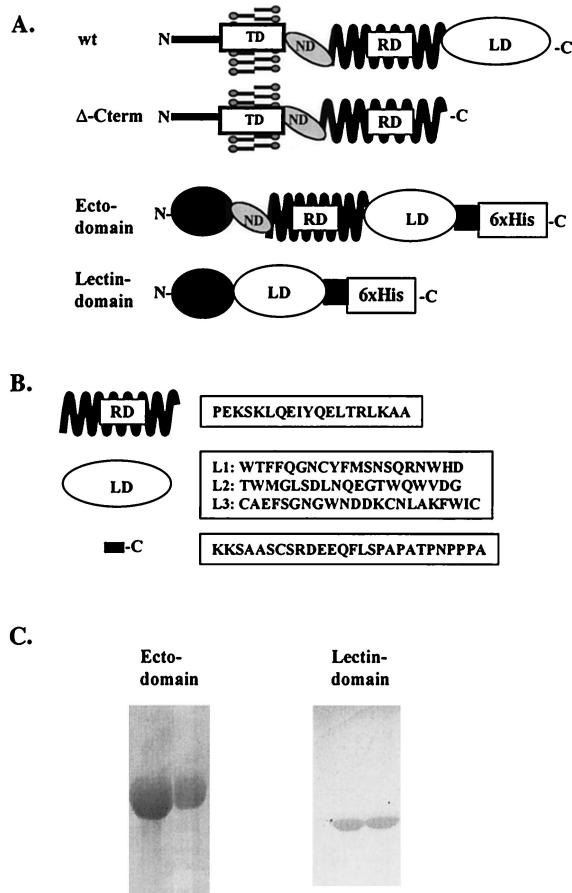 A.
wt N TD ND RD LD -C
Δ-Cterm N TD ND RD -C
Ecto-
domain N- ND RD LD 6xHis -C
Lectin-
domain N- LD 6xHis -C
B.
RD PEKSKLQEIYQELTRLKAA
LD L1: WTFFQGNCYFMSNSQRNWHD
L2: TWMGLSDLNQEGTWQWVDG
L3: CAEFSGNGWNDDKCNLAKFWIC
-C KKSAASCSRDEEQFLSPAPATPNPPPA
C.
Ecto-
domain
Lectin-
domain